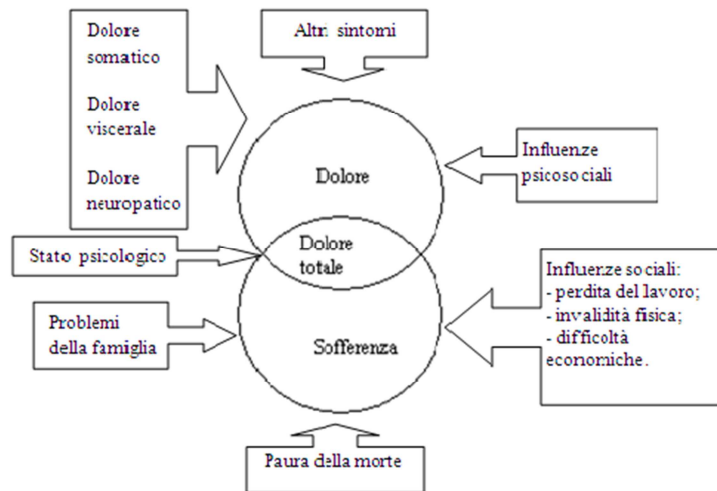 Dolore
somatico
Dolore
viscerale
Dolore
neuropatico
Altri sintomi
Dolore
Influenze
psicosociali
Stato psicologico
Dolore
totale
Problemi
della famiglia
Sofferenza
Influenze sociali:
- perdita del lavoro;
- invalidità fisica;
- difficoltà
economiche.
Paura della morte